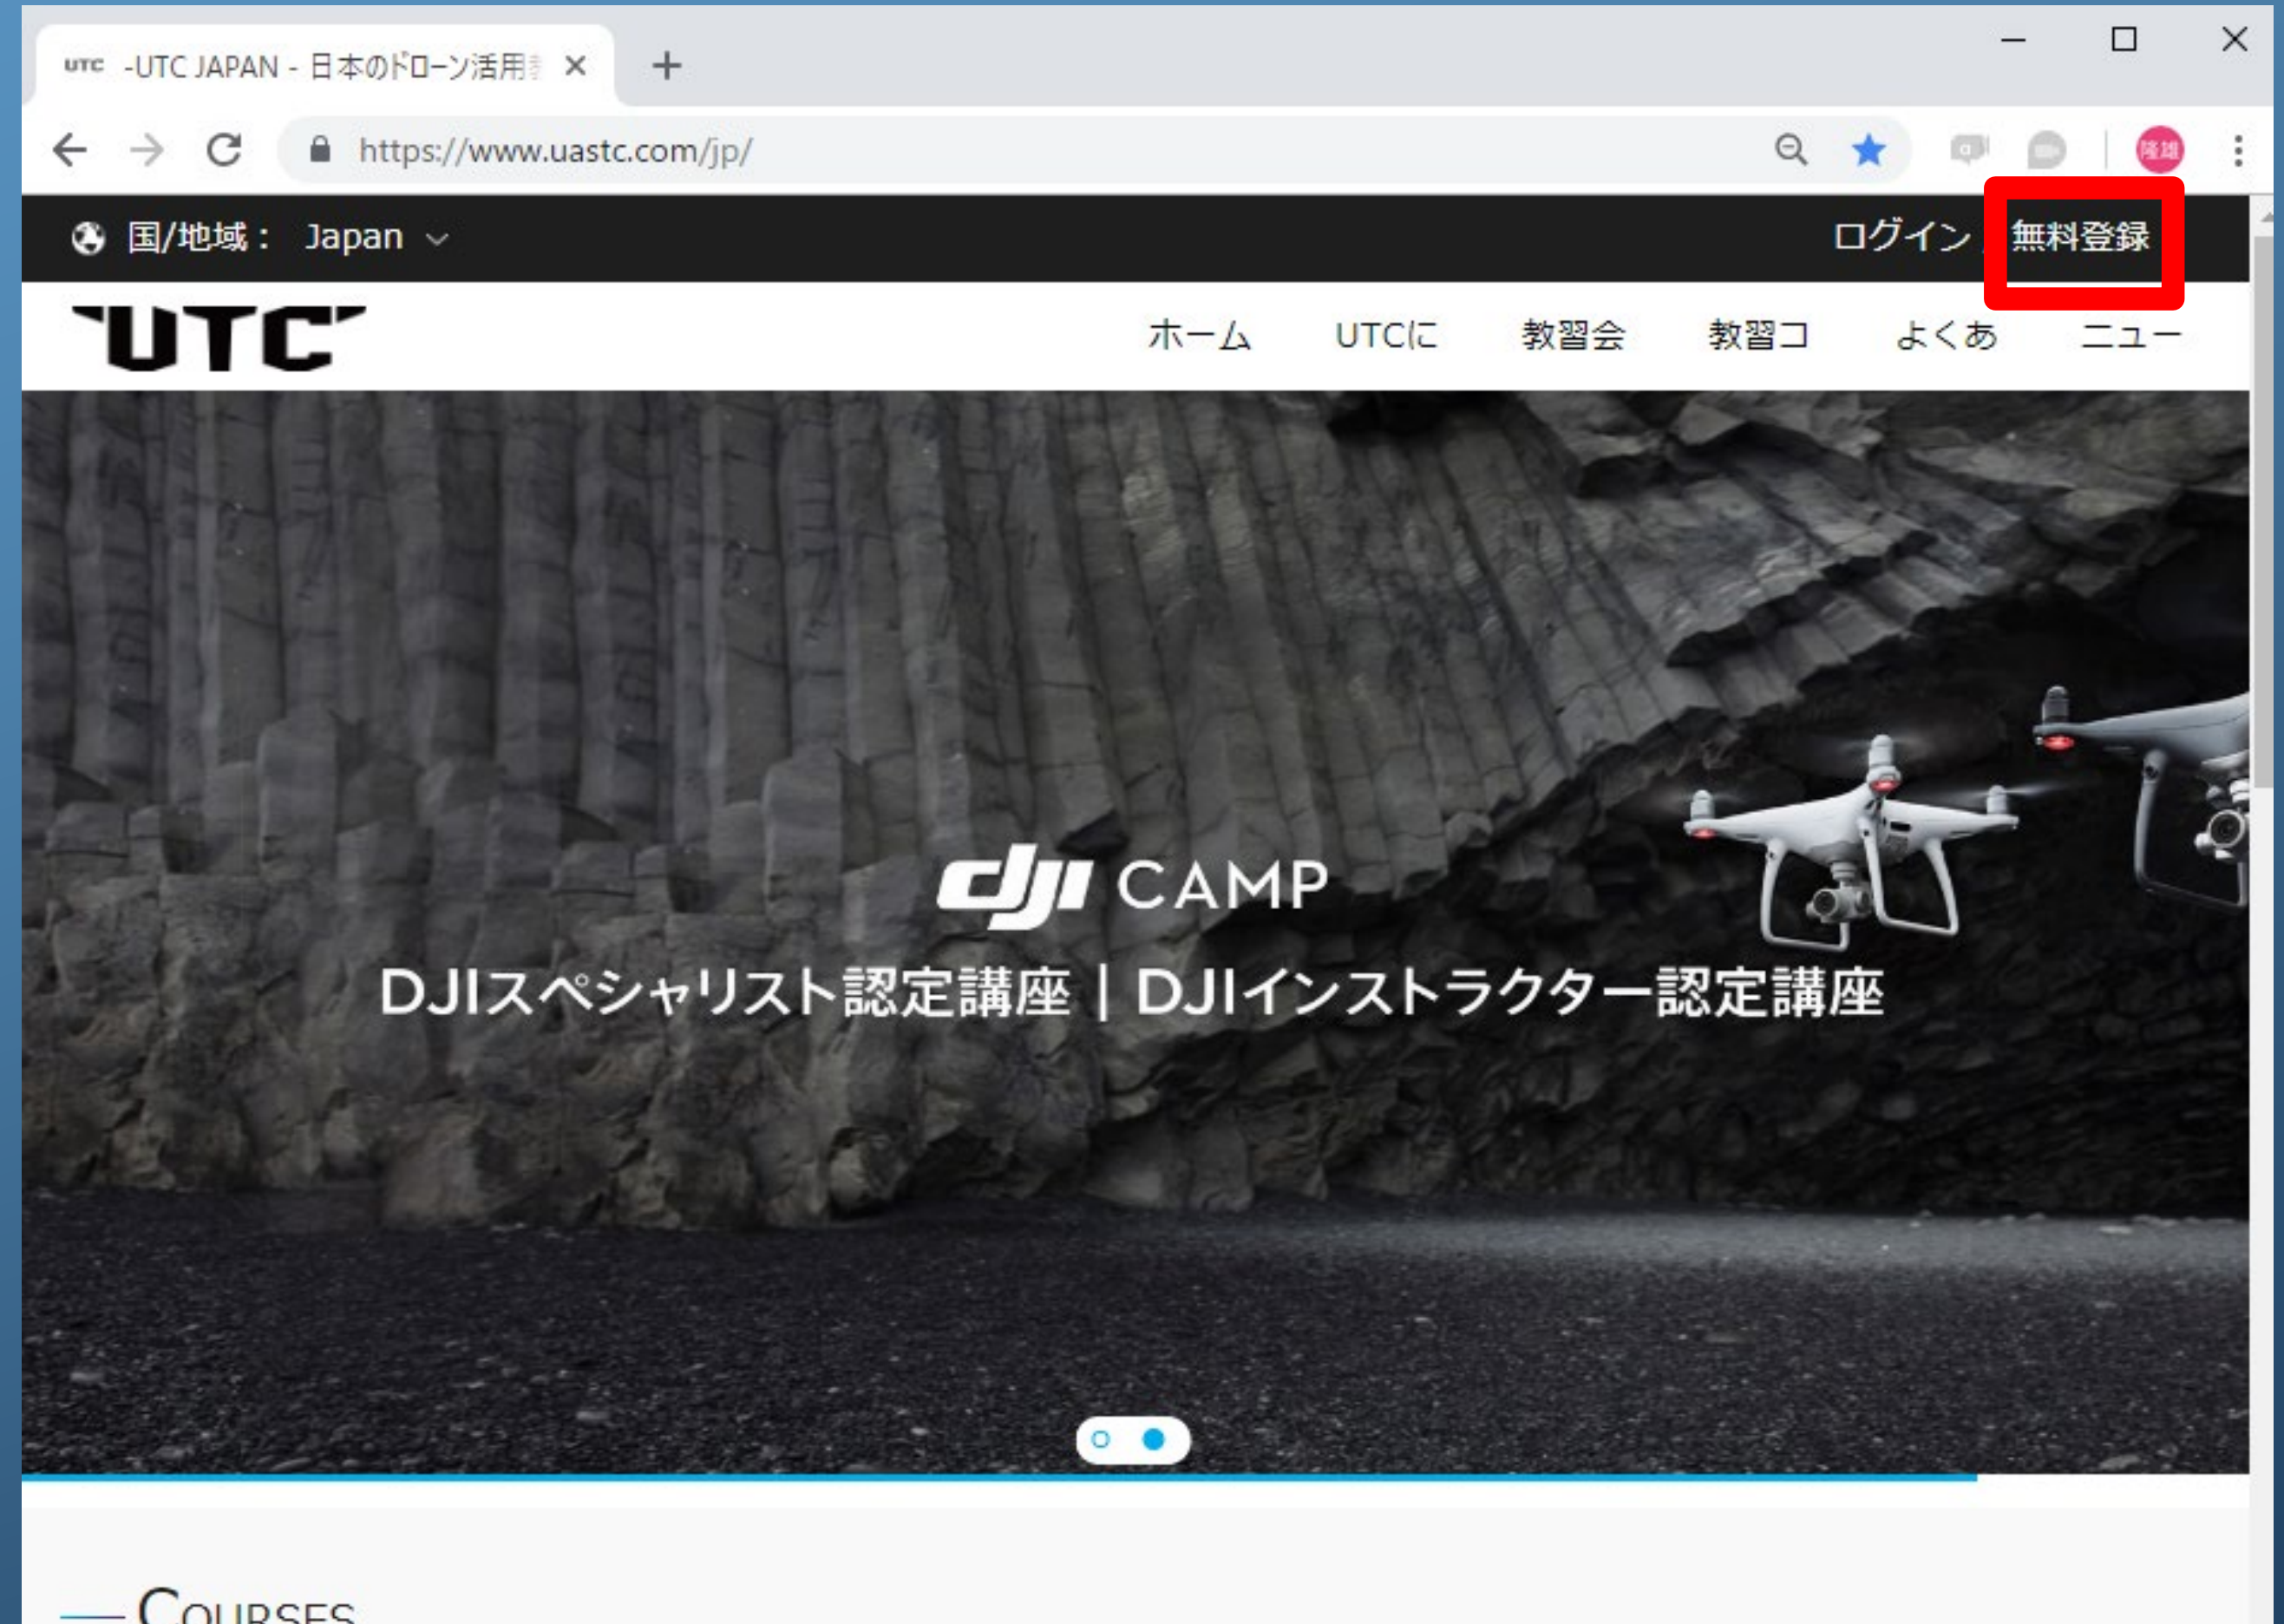 UTC -UTC JAPAN - 日本のドローン活用
https://www.uastc.com/jp/
隆雄
国/地域： Japan
ログイン 無料登録
UTC
ホーム UTCに 教習会 教習コ よくあ ニュー
dji CAMP
DJIスペシャリスト認定講座｜DJIインストラクター認定講座
COURSES